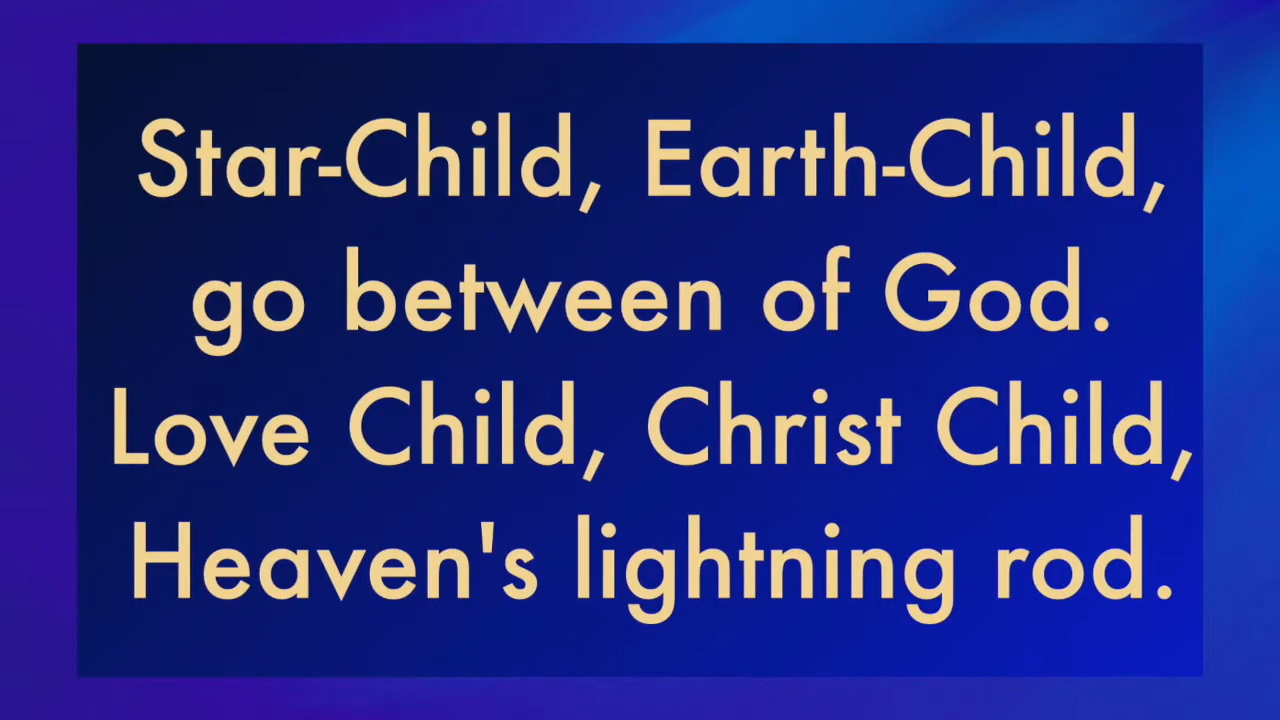 Star-Child, Earth-Child,
go between of God.
Love Child, Christ Child,
Heaven's lightning rod.